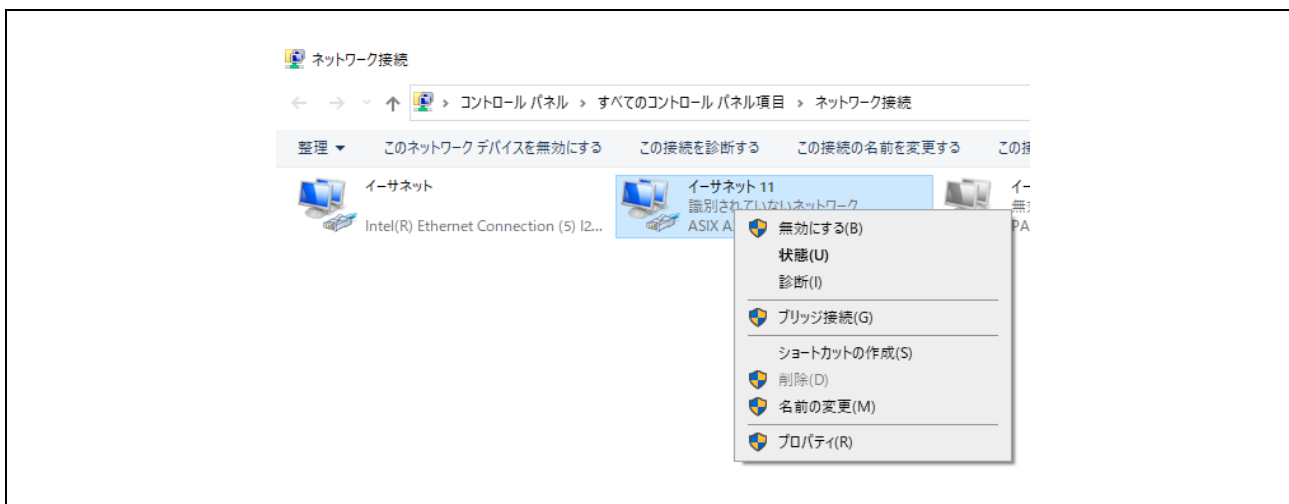 ネットワーク接続
コントロール パネル › すべてのコントロール パネル項目 › ネットワーク接続
整理 このネットワーク デバイスを無効にする この接続を診断する この接続の名前を変更する この
イーサネット
Intel(R) Ethernet Connection (5) I2...
イーサネット 11
識別されていないネットワーク
ASIX A
イー
PA
無効にする(B)
状態(U)
診断(I)
ブリッジ接続(G)
ショートカットの作成(S)
削除(D)
名前の変更(M)
プロパティ(R)